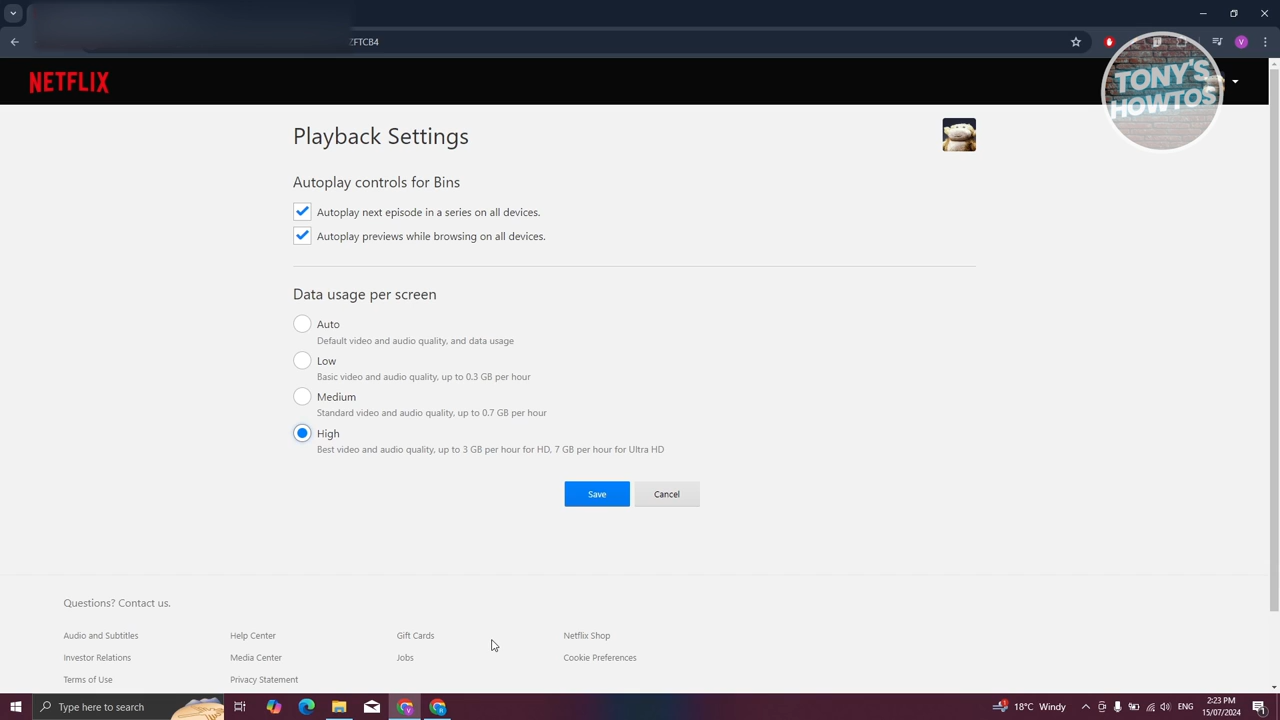 ZFTCB4
V
NETFLIX
TONY'S
HOWTOS
Playback Settings
Autoplay controls for Bins
Autoplay next episode in a series on all devices.
Autoplay previews while browsing on all devices.
Data usage per screen
Auto
Default video and audio quality, and data usage
Low
Basic video and audio quality, up to 0.3 GB per hour
Medium
Standard video and audio quality, up to 0.7 GB per hour
High
Best video and audio quality, up to 3 GB per hour for HD, 7 GB per hour for Ultra HD
Save Cancel
Questions? Contact us.
Audio and Subtitles Help Center Gift Cards Netflix Shop
Investor Relations Media Center Jobs Cookie Preferences
Terms of Use Privacy Statement
Type here to search 18°C Windy ENG 2:23 PM
15/07/2024